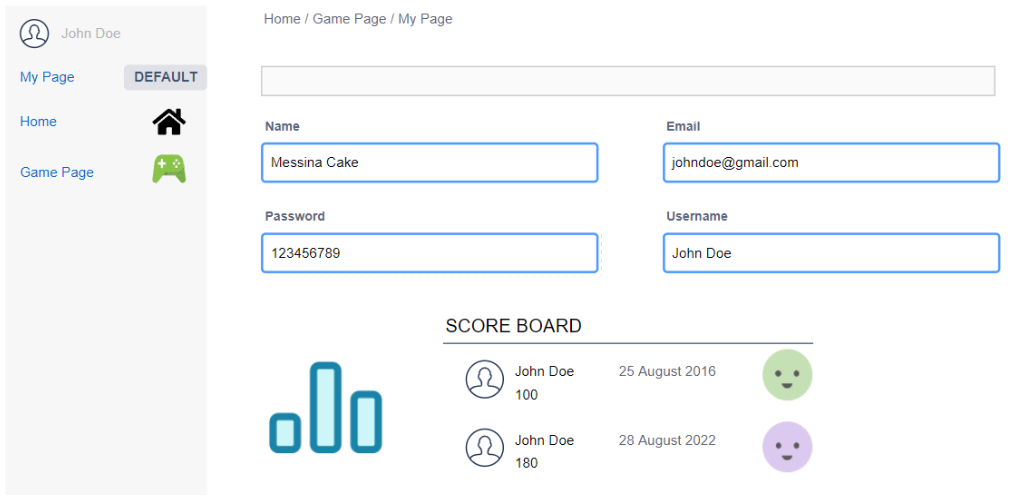 John Doe
My Page DEFAULT
Home
Game Page
Home / Game Page / My Page
Name
Messina Cake
Email
johndoe@gmail.com
Password
123456789
Username
John Doe
SCORE BOARD
John Doe 25 August 2016
100
John Doe 28 August 2022
180